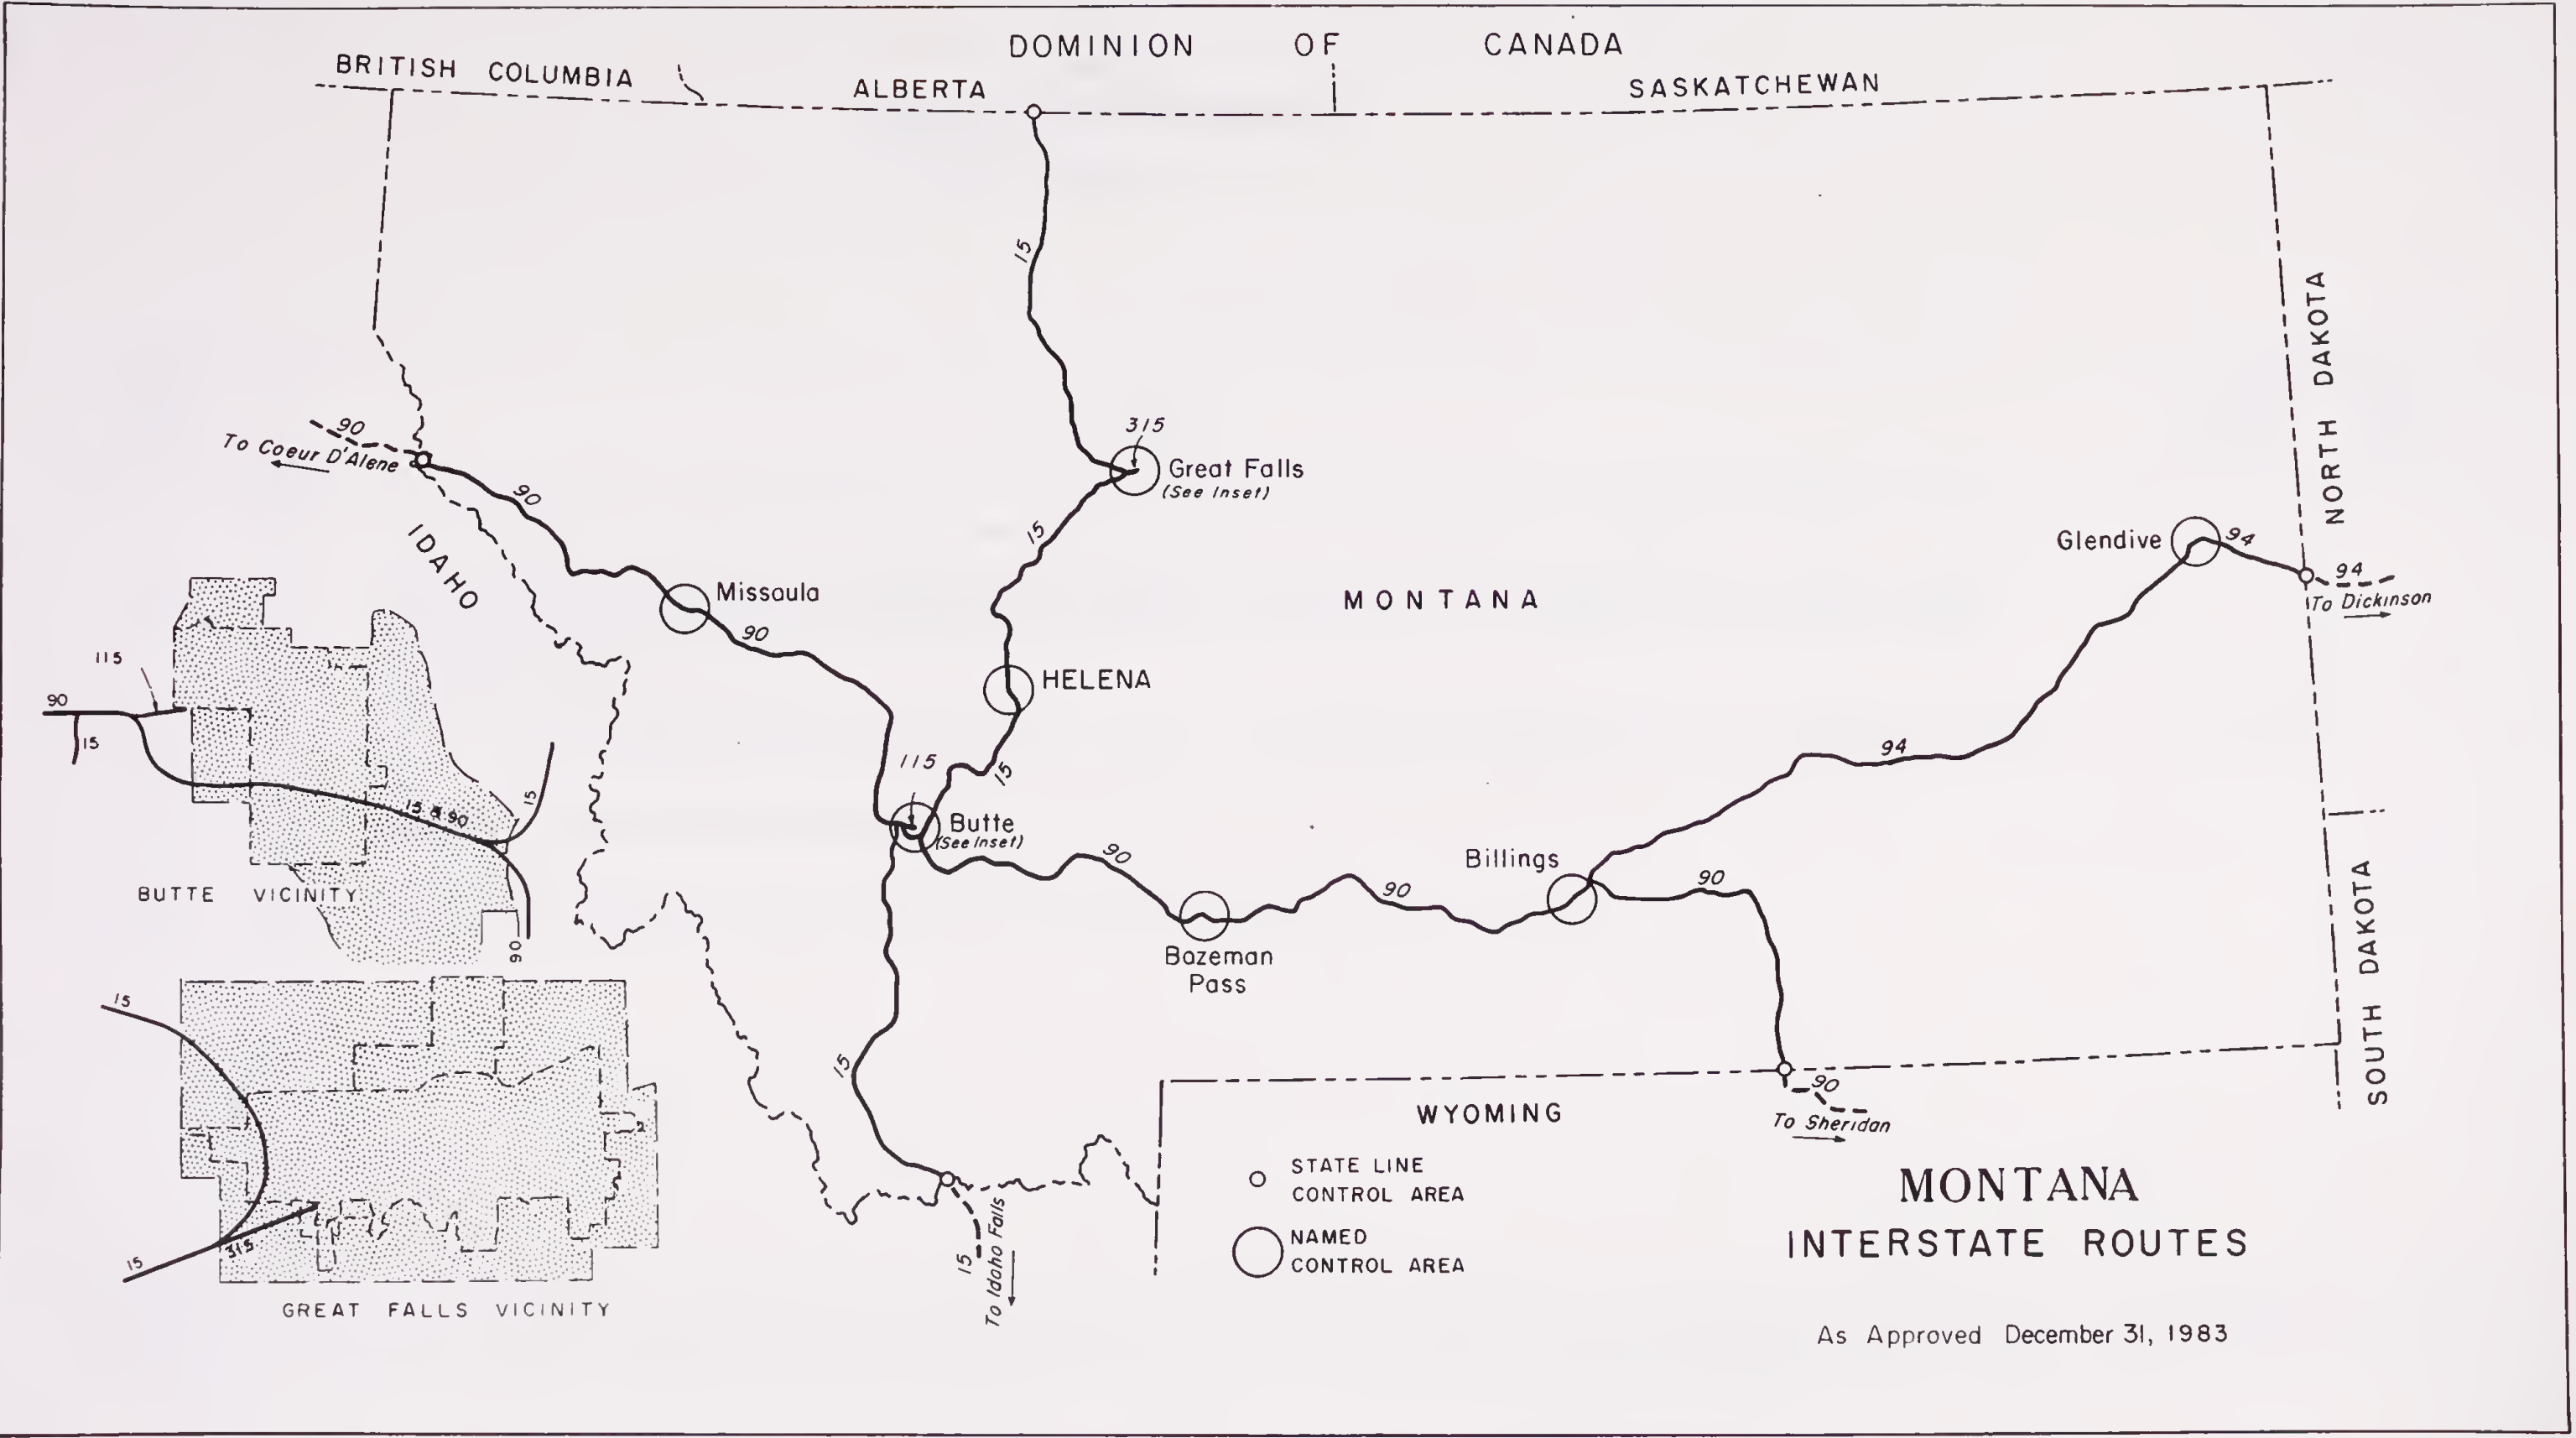 DOMINION OF CANADA
BRITISH COLUMBIA
ALBERTA
SASKATCHEWAN
15
315
Great Falls
(See Inset)
90
To Coeur D'Alene
90
IDAHO
15
NORTH DAKOTA
Glendive
94
94
To Dickinson
Missoula
90
MONTANA
HELENA
115
90
15
15
15 & 90
90
BUTTE VICINITY
15
115
Butte
(See Inset)
94
90
Billings
90
90
Bozeman
Pass
SOUTH DAKOTA
15
15
15
315
GREAT FALLS VICINITY
15
To Idaho Falls
WYOMING
90
To Sheridan
STATE LINE
CONTROL AREA
NAMED
CONTROL AREA
MONTANA
INTERSTATE ROUTES
As Approved December 31, 1983